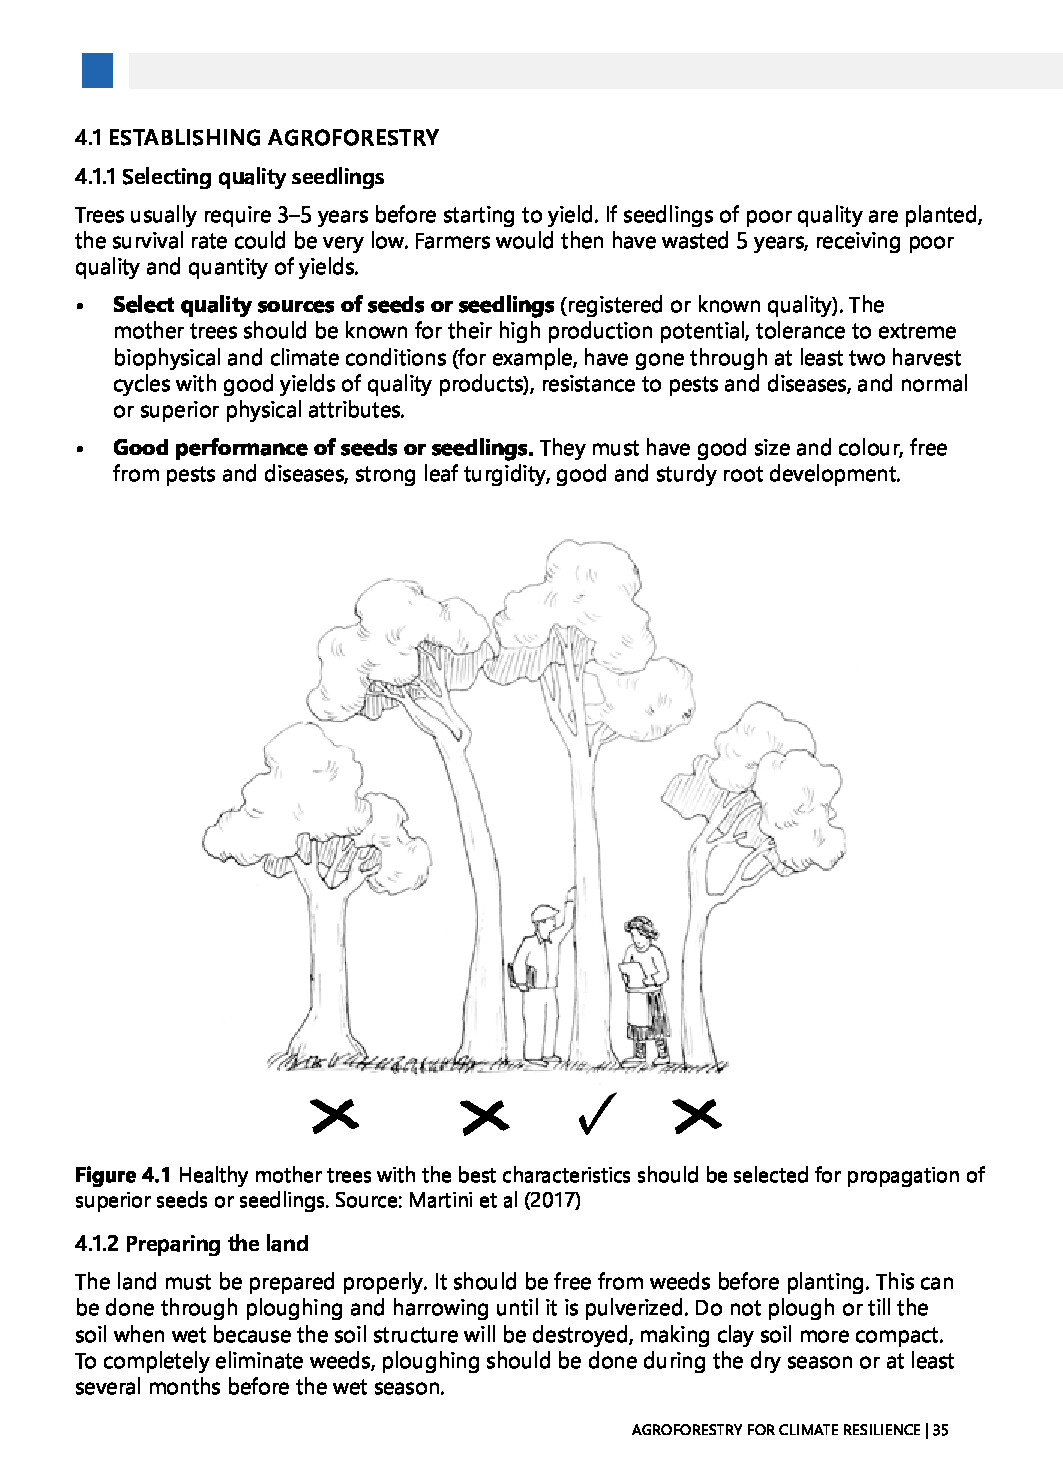 4.1 ESTABLISHING AGROFORESTRY
4.1.1 Selecting quality seedlings
Trees usually require 3–5 years before starting to yield. If seedlings of poor quality are planted,
the survival rate could be very low. Farmers would then have wasted 5 years, receiving poor
quality and quantity of yields.
• Select quality sources of seeds or seedlings (registered or known quality). The
mother trees should be known for their high production potential, tolerance to extreme
biophysical and climate conditions (for example, have gone through at least two harvest
cycles with good yields of quality products), resistance to pests and diseases, and normal
or superior physical attributes.
• Good performance of seeds or seedlings. They must have good size and colour, free
from pests and diseases, strong leaf turgidity, good and sturdy root development.
Figure 4.1 Healthy mother trees with the best characteristics should be selected for propagation of
superior seeds or seedlings. Source: Martini et al (2017)
4.1.2 Preparing the land
The land must be prepared properly. It should be free from weeds before planting. This can
be done through ploughing and harrowing until it is pulverized. Do not plough or till the
soil when wet because the soil structure will be destroyed, making clay soil more compact.
To completely eliminate weeds, ploughing should be done during the dry season or at least
several months before the wet season.
AGROFORESTRY FOR CLIMATE RESILIENCE | 35